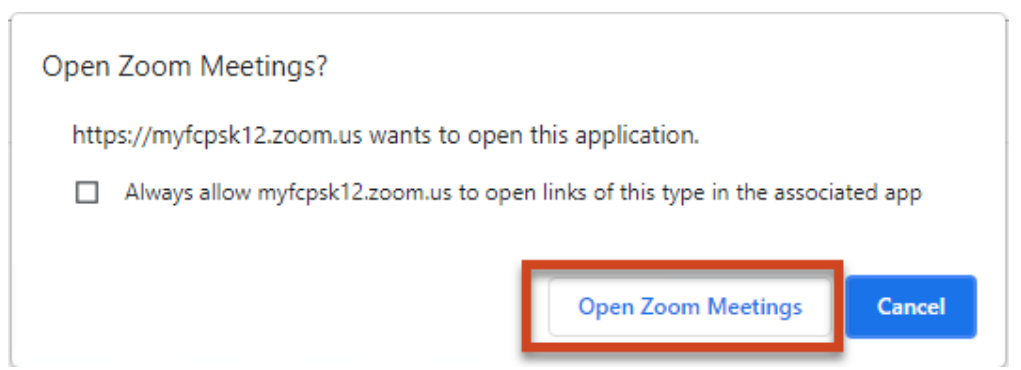 Open Zoom Meetings?
https://myfcpsk12.zoom.us wants to open this application.
Always allow myfcpsk12.zoom.us to open links of this type in the associated app
Open Zoom Meetings
Cancel